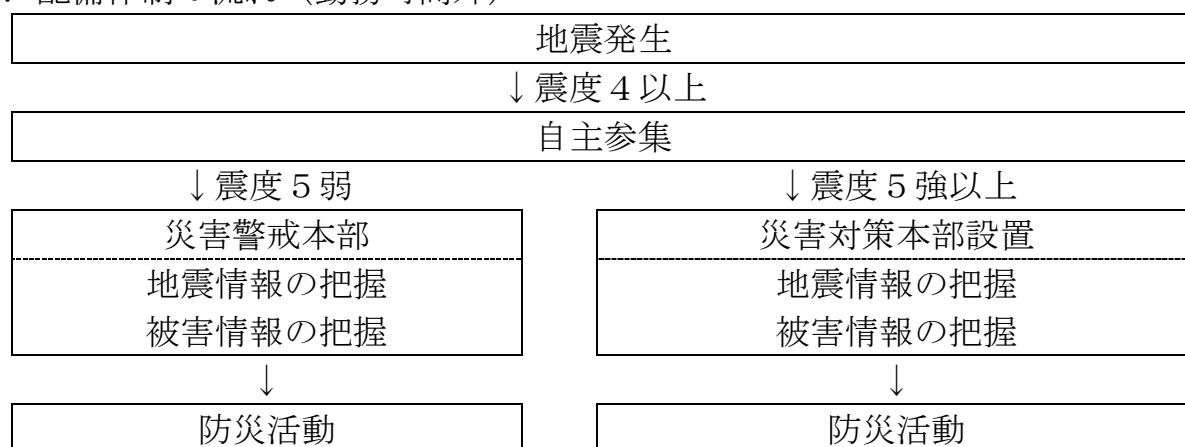 配備体制の流れ(勤務時間外)
地震発生
↓震度4以上
自主参集
↓震度5弱
↓震度5強以上
災害警戒本部
災害対策本部設置
地震情報の把握
地震情報の把握
被害情報の把握
被害情報の把握
↓
↓
防災活動
防災活動